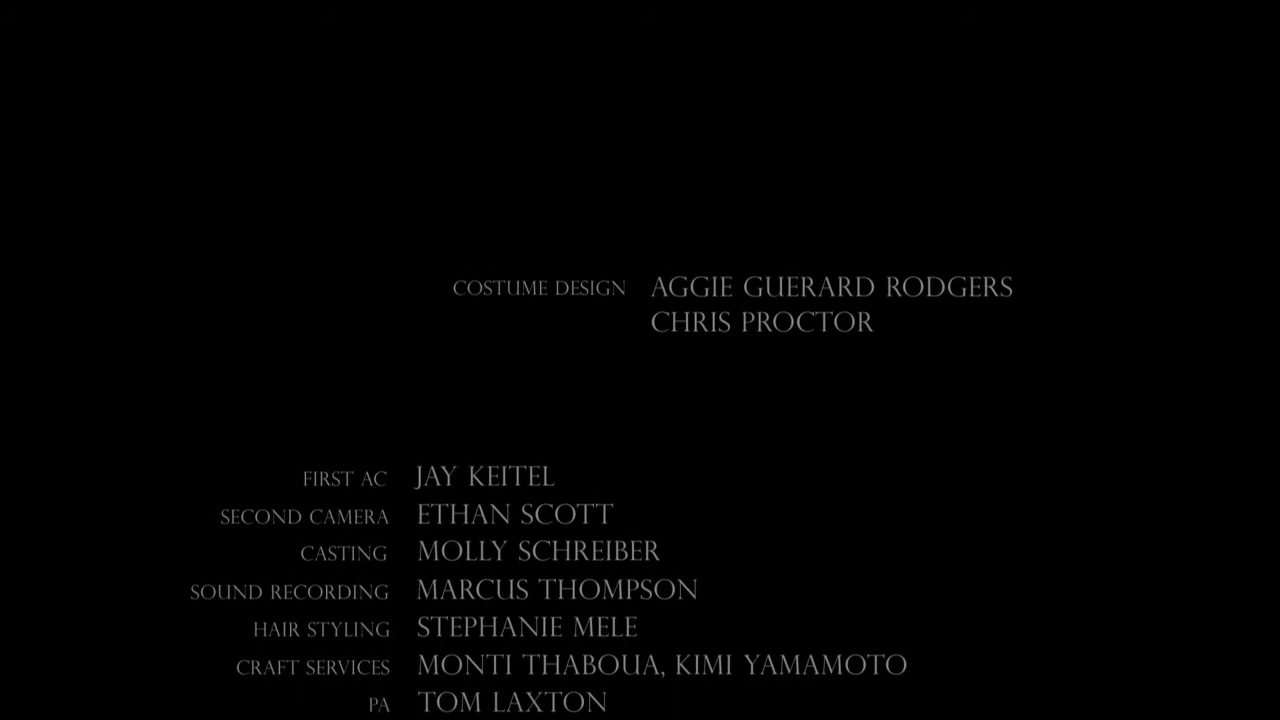 COSTUME DESIGN AGGIE GUERARD RODGERS
CHRIS PROCTOR
FIRST AC JAY KEITEL
SECOND CAMERA ETHAN SCOTT
CASTING MOLLY SCHREIBER
SOUND RECORDING MARCUS THOMPSON
HAIR STYLING STEPHANIE MELE
CRAFT SERVICES MONTI THABOUA, KIMI YAMAMOTO
PA TOM LAXTON